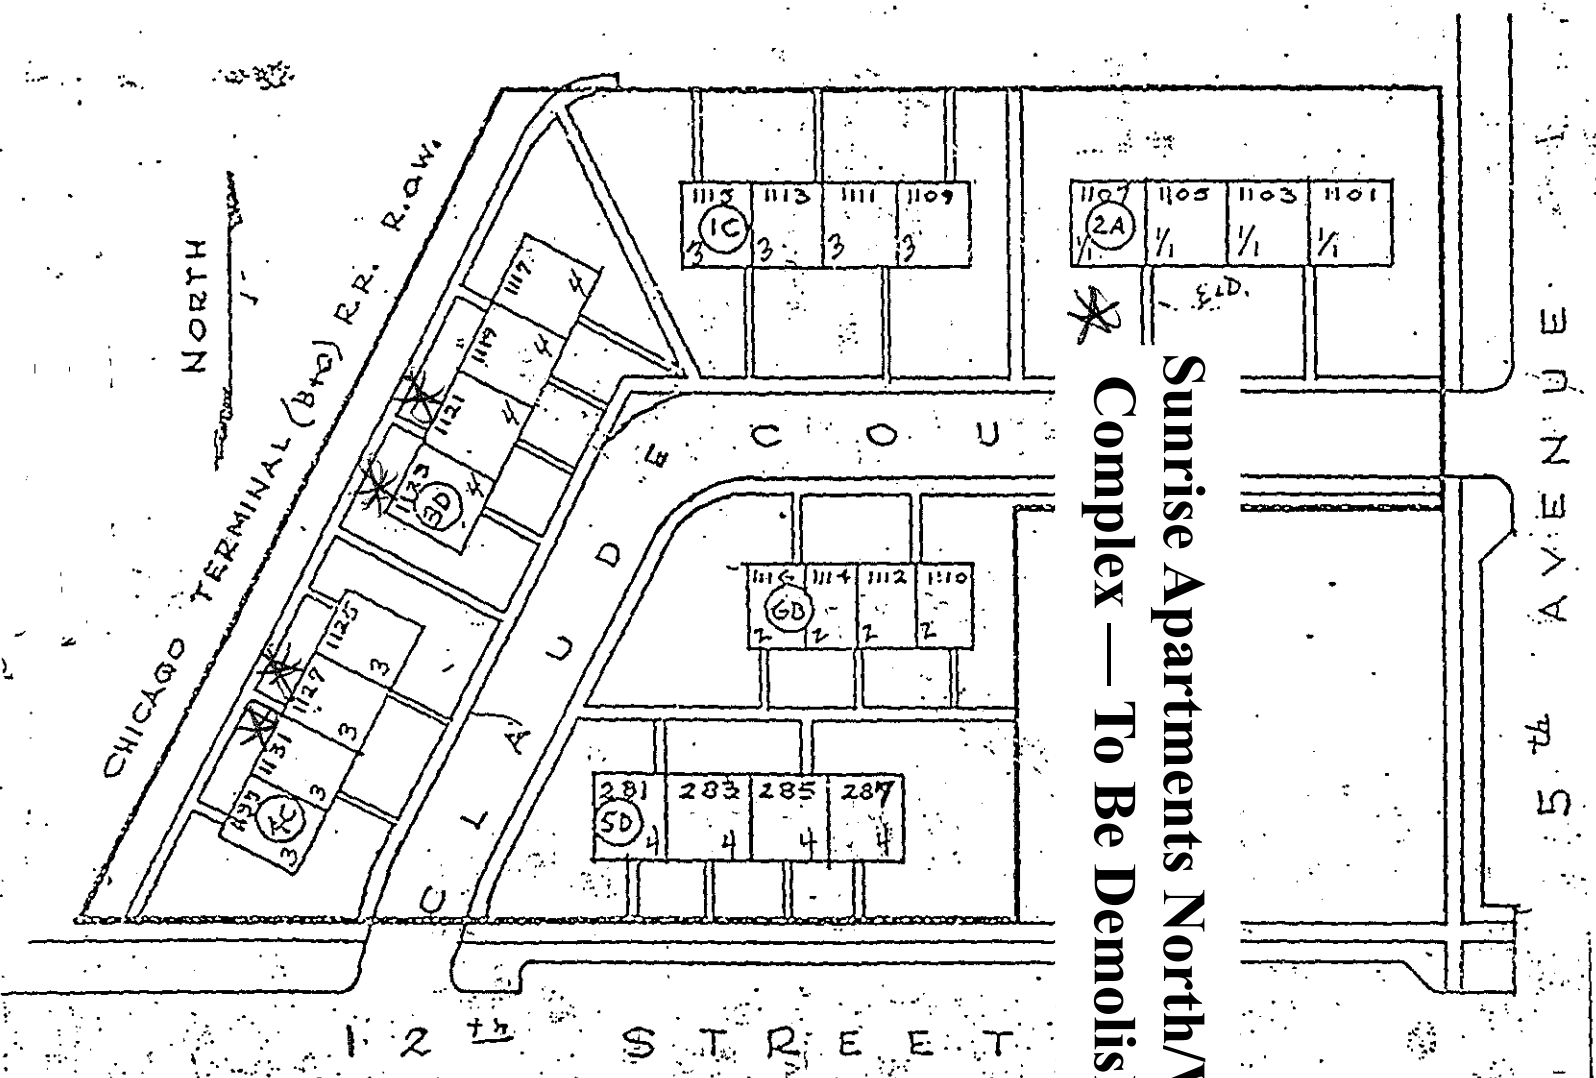 Sunrise Apartments North/
Complex — To Be Demolis
NORTH
CHICAGO TERMINAL (B+O) R.R. R.O.W.
1115 1113 1111 1109
1C
3 3 3 3
1107 1105 1103 1101
2A
1/1 1/1 1/1 1/1
1117 4
1119 4
1121 4
1123 4
3D
1125 3
1127 3
1131 3
3
4C
1114 1112 1110
6B
2 2 2 2
281 283 285 287
5D
4 4 4 4
CLAUDE COU
5th AVENUE
12th STREET